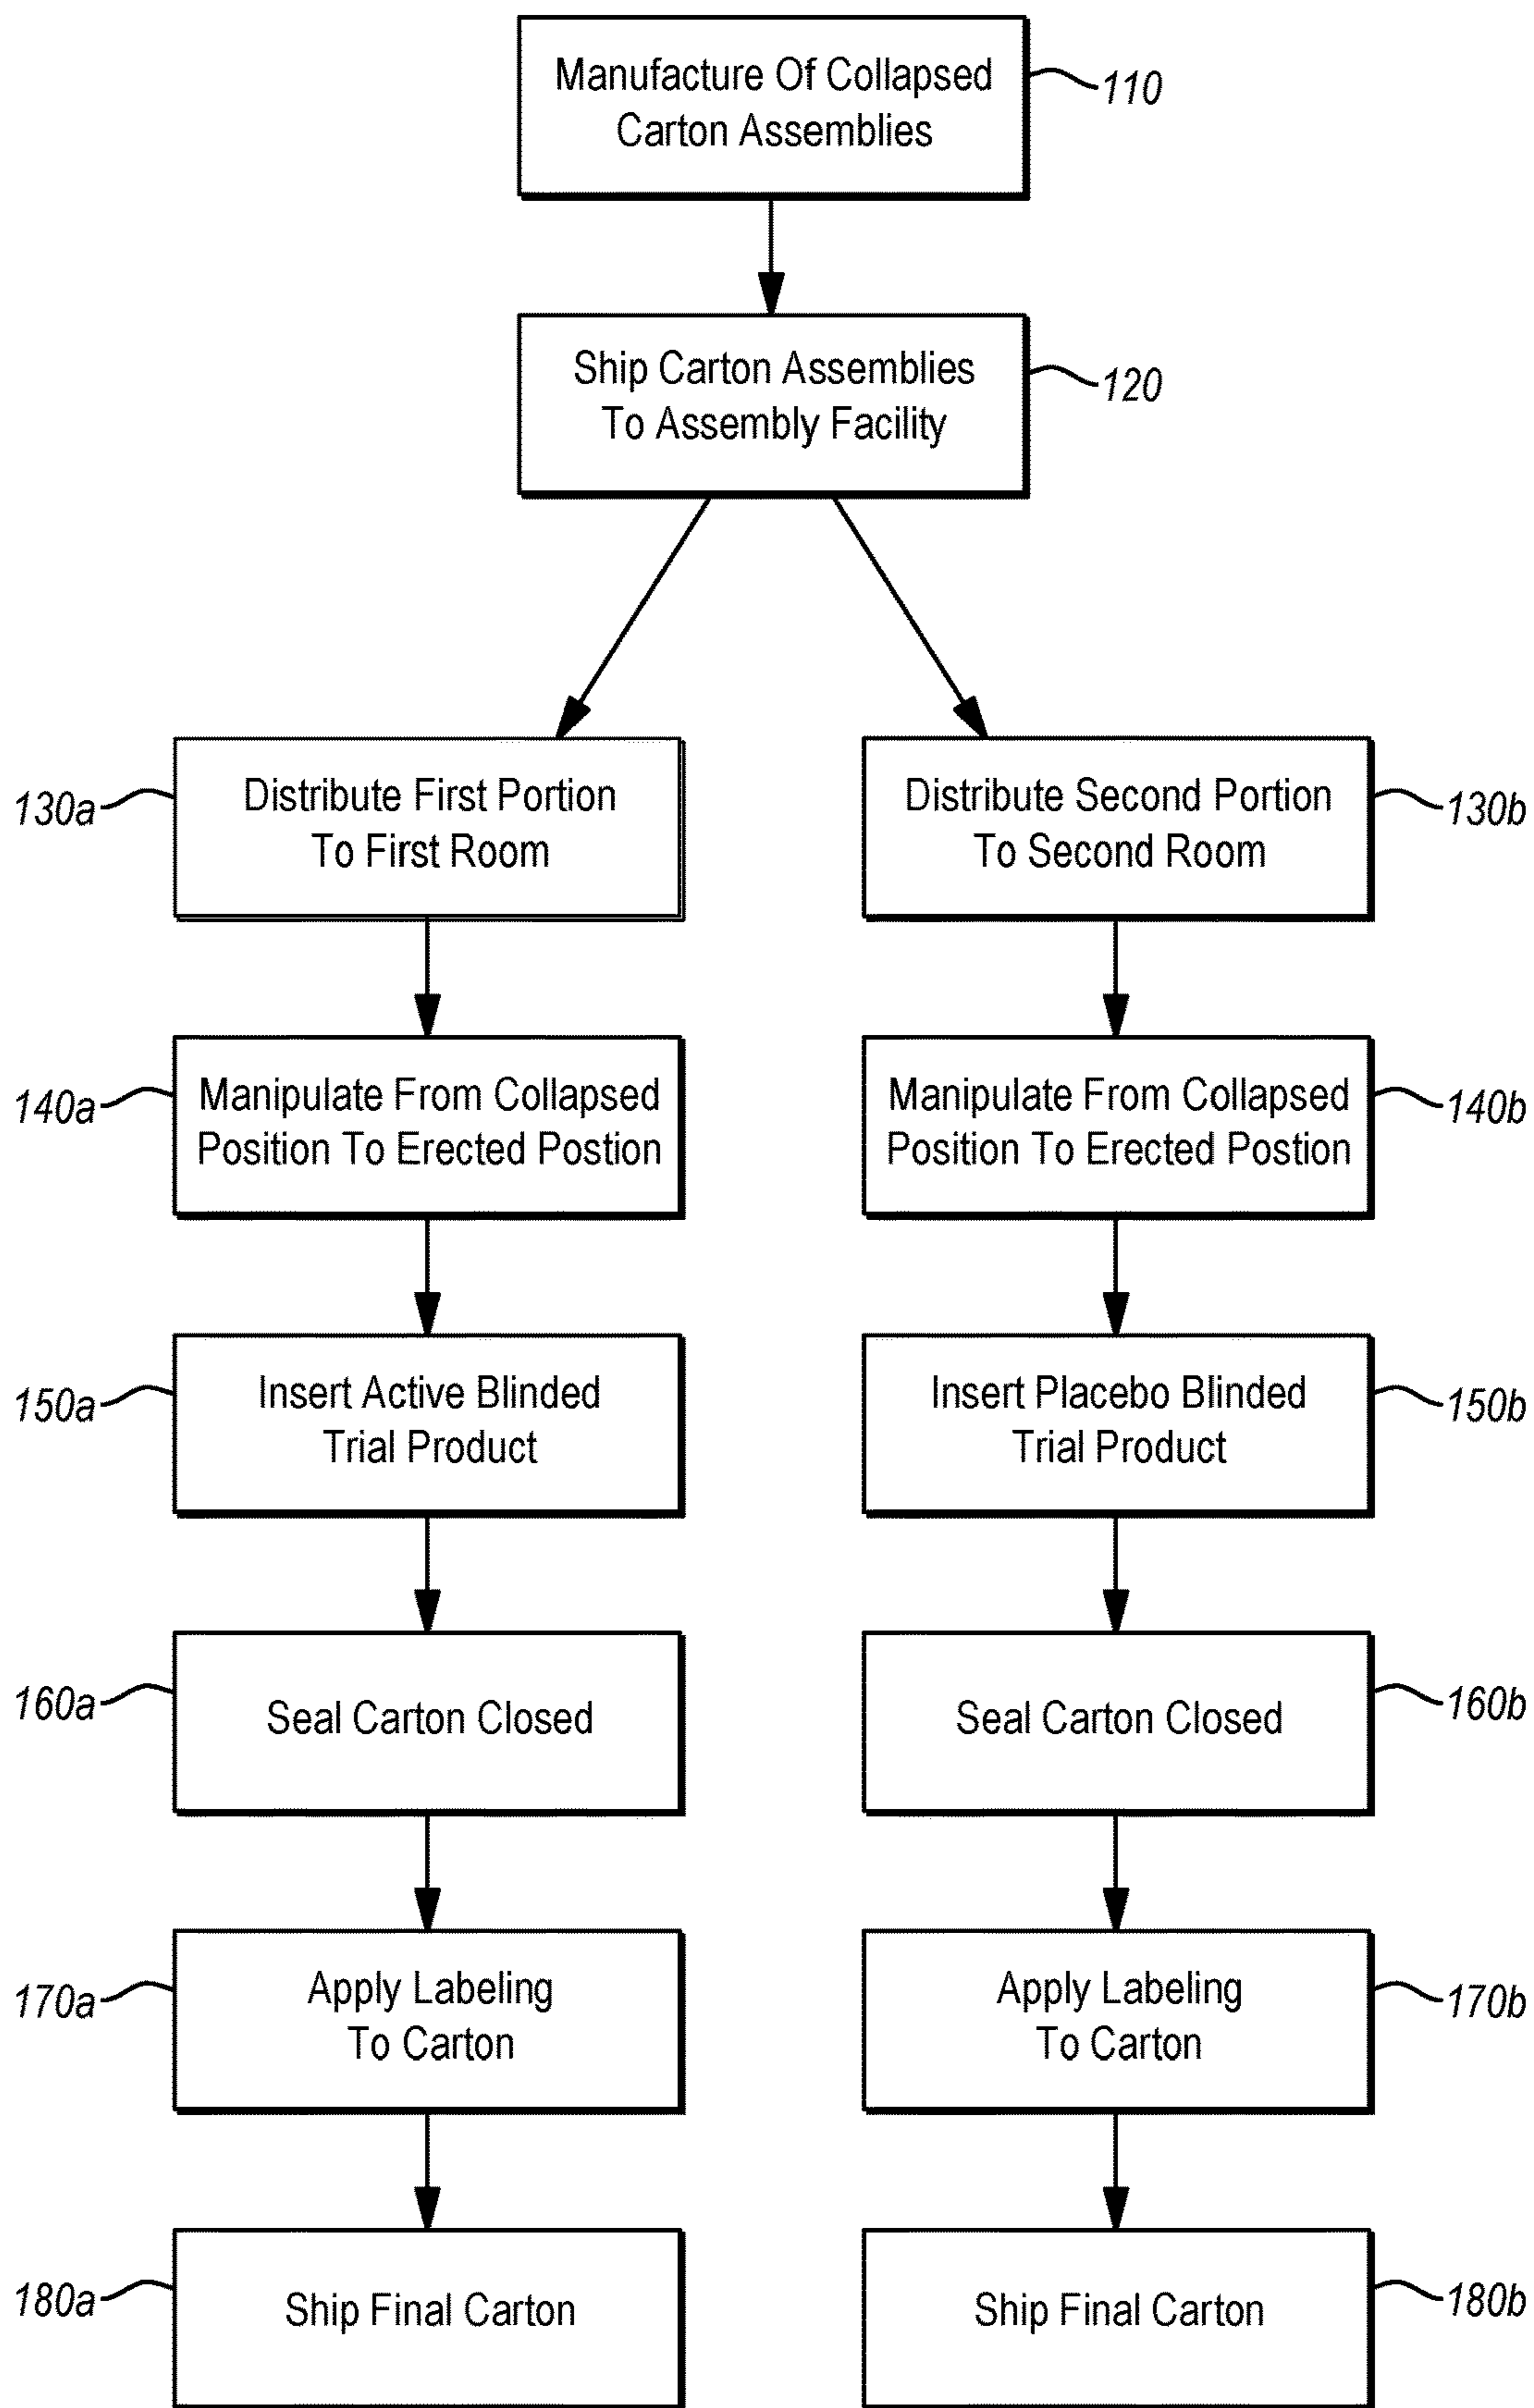 Manufacture Of Collapsed
Carton Assemblies
110
Ship Carton Assemblies
To Assembly Facility
120
130a
Distribute First Portion
To First Room
Distribute Second Portion
To Second Room
130b
140a
Manipulate From Collapsed
Position To Erected Postion
Manipulate From Collapsed
Position To Erected Postion
140b
150a
Insert Active Blinded
Trial Product
Insert Placebo Blinded
Trial Product
150b
160a
Seal Carton Closed
Seal Carton Closed
160b
170a
Apply Labeling
To Carton
Apply Labeling
To Carton
170b
180a
Ship Final Carton
Ship Final Carton
180b